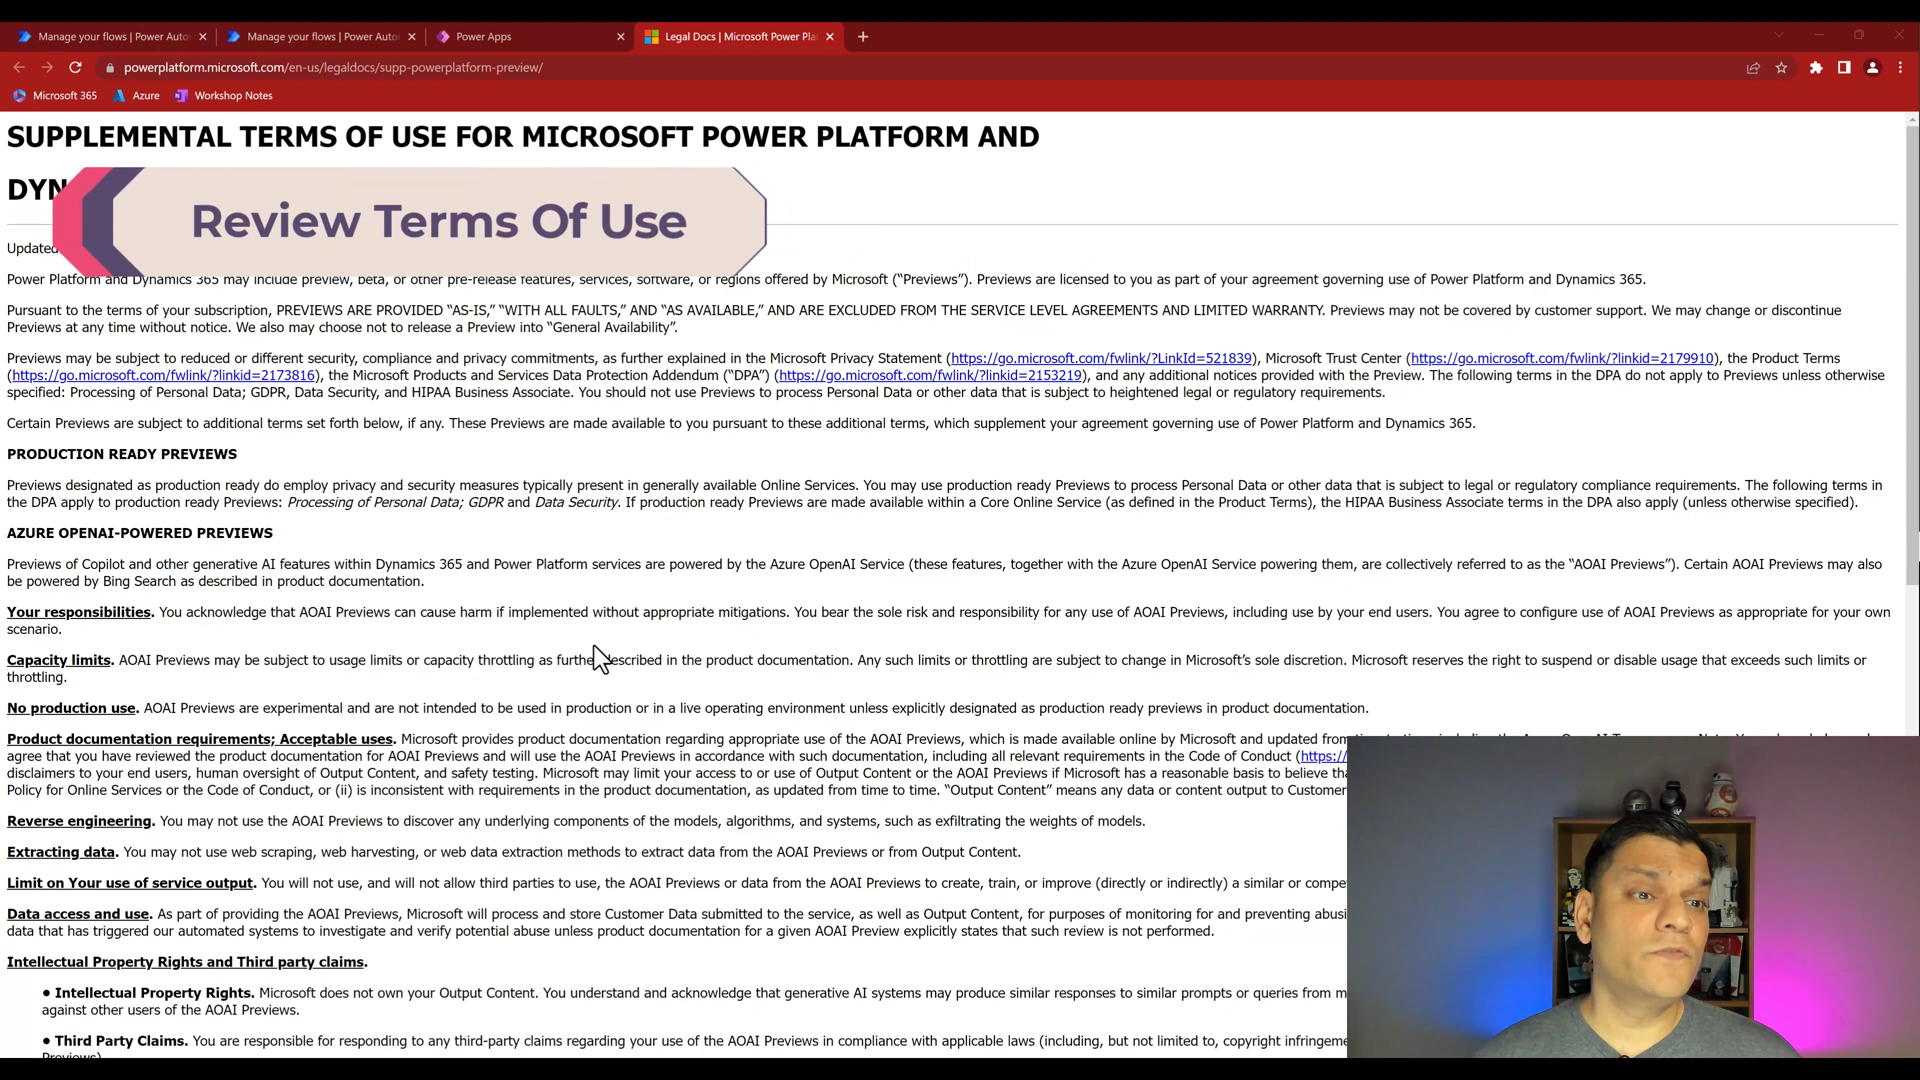 Manage your flows | Power Auto
Manage your flows | Power Auto
Power Apps
Legal Docs | Microsoft Power Pla
powerplatform.microsoft.com/en-us/legaldocs/supp-powerplatform-preview/
Microsoft 365
Azure
Workshop Notes
SUPPLEMENTAL TERMS OF USE FOR MICROSOFT POWER PLATFORM AND
DYN
Review Terms Of Use
Updated
Power Platform and Dynamics 365 may include preview, beta, or other pre-release features, services, software, or regions offered by Microsoft (“Previews”). Previews are licensed to you as part of your agreement governing use of Power Platform and Dynamics 365.
Pursuant to the terms of your subscription, PREVIEWS ARE PROVIDED “AS-IS,” “WITH ALL FAULTS,” AND “AS AVAILABLE,” AND ARE EXCLUDED FROM THE SERVICE LEVEL AGREEMENTS AND LIMITED WARRANTY. Previews may not be covered by customer support. We may change or discontinue
Previews at any time without notice. We also may choose not to release a Preview into “General Availability”.
Previews may be subject to reduced or different security, compliance and privacy commitments, as further explained in the Microsoft Privacy Statement (https://go.microsoft.com/fwlink/?LinkId=521839), Microsoft Trust Center (https://go.microsoft.com/fwlink/?linkid=2179910), the Product Terms
(https://go.microsoft.com/fwlink/?linkid=2173816), the Microsoft Products and Services Data Protection Addendum (“DPA”) (https://go.microsoft.com/fwlink/?linkid=2153219), and any additional notices provided with the Preview. The following terms in the DPA do not apply to Previews unless otherwise
specified: Processing of Personal Data; GDPR, Data Security, and HIPAA Business Associate. You should not use Previews to process Personal Data or other data that is subject to heightened legal or regulatory requirements.
Certain Previews are subject to additional terms set forth below, if any. These Previews are made available to you pursuant to these additional terms, which supplement your agreement governing use of Power Platform and Dynamics 365.
PRODUCTION READY PREVIEWS
Previews designated as production ready do employ privacy and security measures typically present in generally available Online Services. You may use production ready Previews to process Personal Data or other data that is subject to legal or regulatory compliance requirements. The following terms in
the DPA apply to production ready Previews: Processing of Personal Data; GDPR and Data Security. If production ready Previews are made available within a Core Online Service (as defined in the Product Terms), the HIPAA Business Associate terms in the DPA also apply (unless otherwise specified).
AZURE OPENAI-POWERED PREVIEWS
Previews of Copilot and other generative AI features within Dynamics 365 and Power Platform services are powered by the Azure OpenAI Service (these features, together with the Azure OpenAI Service powering them, are collectively referred to as the “AOAI Previews”). Certain AOAI Previews may also
be powered by Bing Search as described in product documentation.
Your responsibilities. You acknowledge that AOAI Previews can cause harm if implemented without appropriate mitigations. You bear the sole risk and responsibility for any use of AOAI Previews, including use by your end users. You agree to configure use of AOAI Previews as appropriate for your own
scenario.
Capacity limits. AOAI Previews may be subject to usage limits or capacity throttling as further described in the product documentation. Any such limits or throttling are subject to change in Microsoft’s sole discretion. Microsoft reserves the right to suspend or disable usage that exceeds such limits or
throttling.
No production use. AOAI Previews are experimental and are not intended to be used in production or in a live operating environment unless explicitly designated as production ready previews in product documentation.
Product documentation requirements; Acceptable uses. Microsoft provides product documentation regarding appropriate use of the AOAI Previews, which is made available online by Microsoft and updated from
agree that you have reviewed the product documentation for AOAI Previews and will use the AOAI Previews in accordance with such documentation, including all relevant requirements in the Code of Conduct (https://
disclaimers to your end users, human oversight of Output Content, and safety testing. Microsoft may limit your access to or use of Output Content or the AOAI Previews if Microsoft has a reasonable basis to believe tha
Policy for Online Services or the Code of Conduct, or (ii) is inconsistent with requirements in the product documentation, as updated from time to time. “Output Content” means any data or content output to Customer
Reverse engineering. You may not use the AOAI Previews to discover any underlying components of the models, algorithms, and systems, such as exfiltrating the weights of models.
Extracting data. You may not use web scraping, web harvesting, or web data extraction methods to extract data from the AOAI Previews or from Output Content.
Limit on Your use of service output. You will not use, and will not allow third parties to use, the AOAI Previews or data from the AOAI Previews to create, train, or improve (directly or indirectly) a similar or compe
Data access and use. As part of providing the AOAI Previews, Microsoft will process and store Customer Data submitted to the service, as well as Output Content, for purposes of monitoring for and preventing abusi
data that has triggered our automated systems to investigate and verify potential abuse unless product documentation for a given AOAI Preview explicitly states that such review is not performed.
Intellectual Property Rights and Third party claims.
● Intellectual Property Rights. Microsoft does not own your Output Content. You understand and acknowledge that generative AI systems may produce similar responses to similar prompts or queries from m
against other users of the AOAI Previews.
● Third Party Claims. You are responsible for responding to any third-party claims regarding your use of the AOAI Previews in compliance with applicable laws (including, but not limited to, copyright infringeme
Previews).